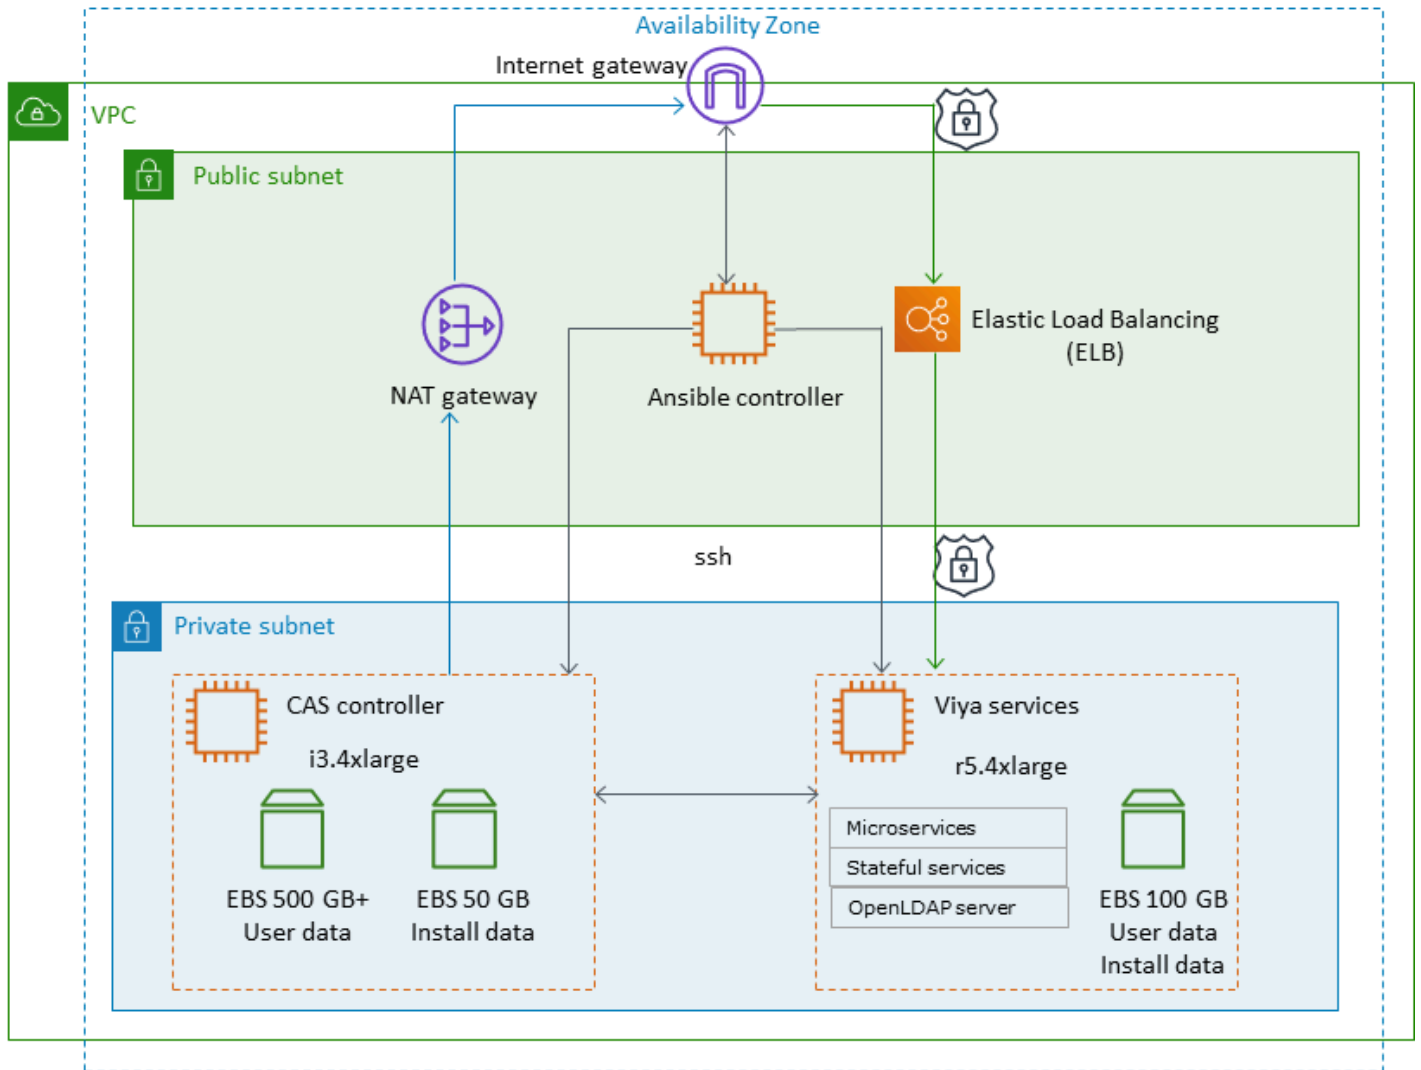 Availability Zone
Internet gateway
VPC
Public subnet
Elastic Load Balancing
(ELB)
NAT gateway
Ansible controller
ssh
Private subnet
CAS controller
i3.4xlarge
EBS 500 GB+
User data
EBS 50 GB
Install data
Viya services
r5.4xlarge
Microservices
Stateful services
OpenLDAP server
EBS 100 GB
User data
Install data